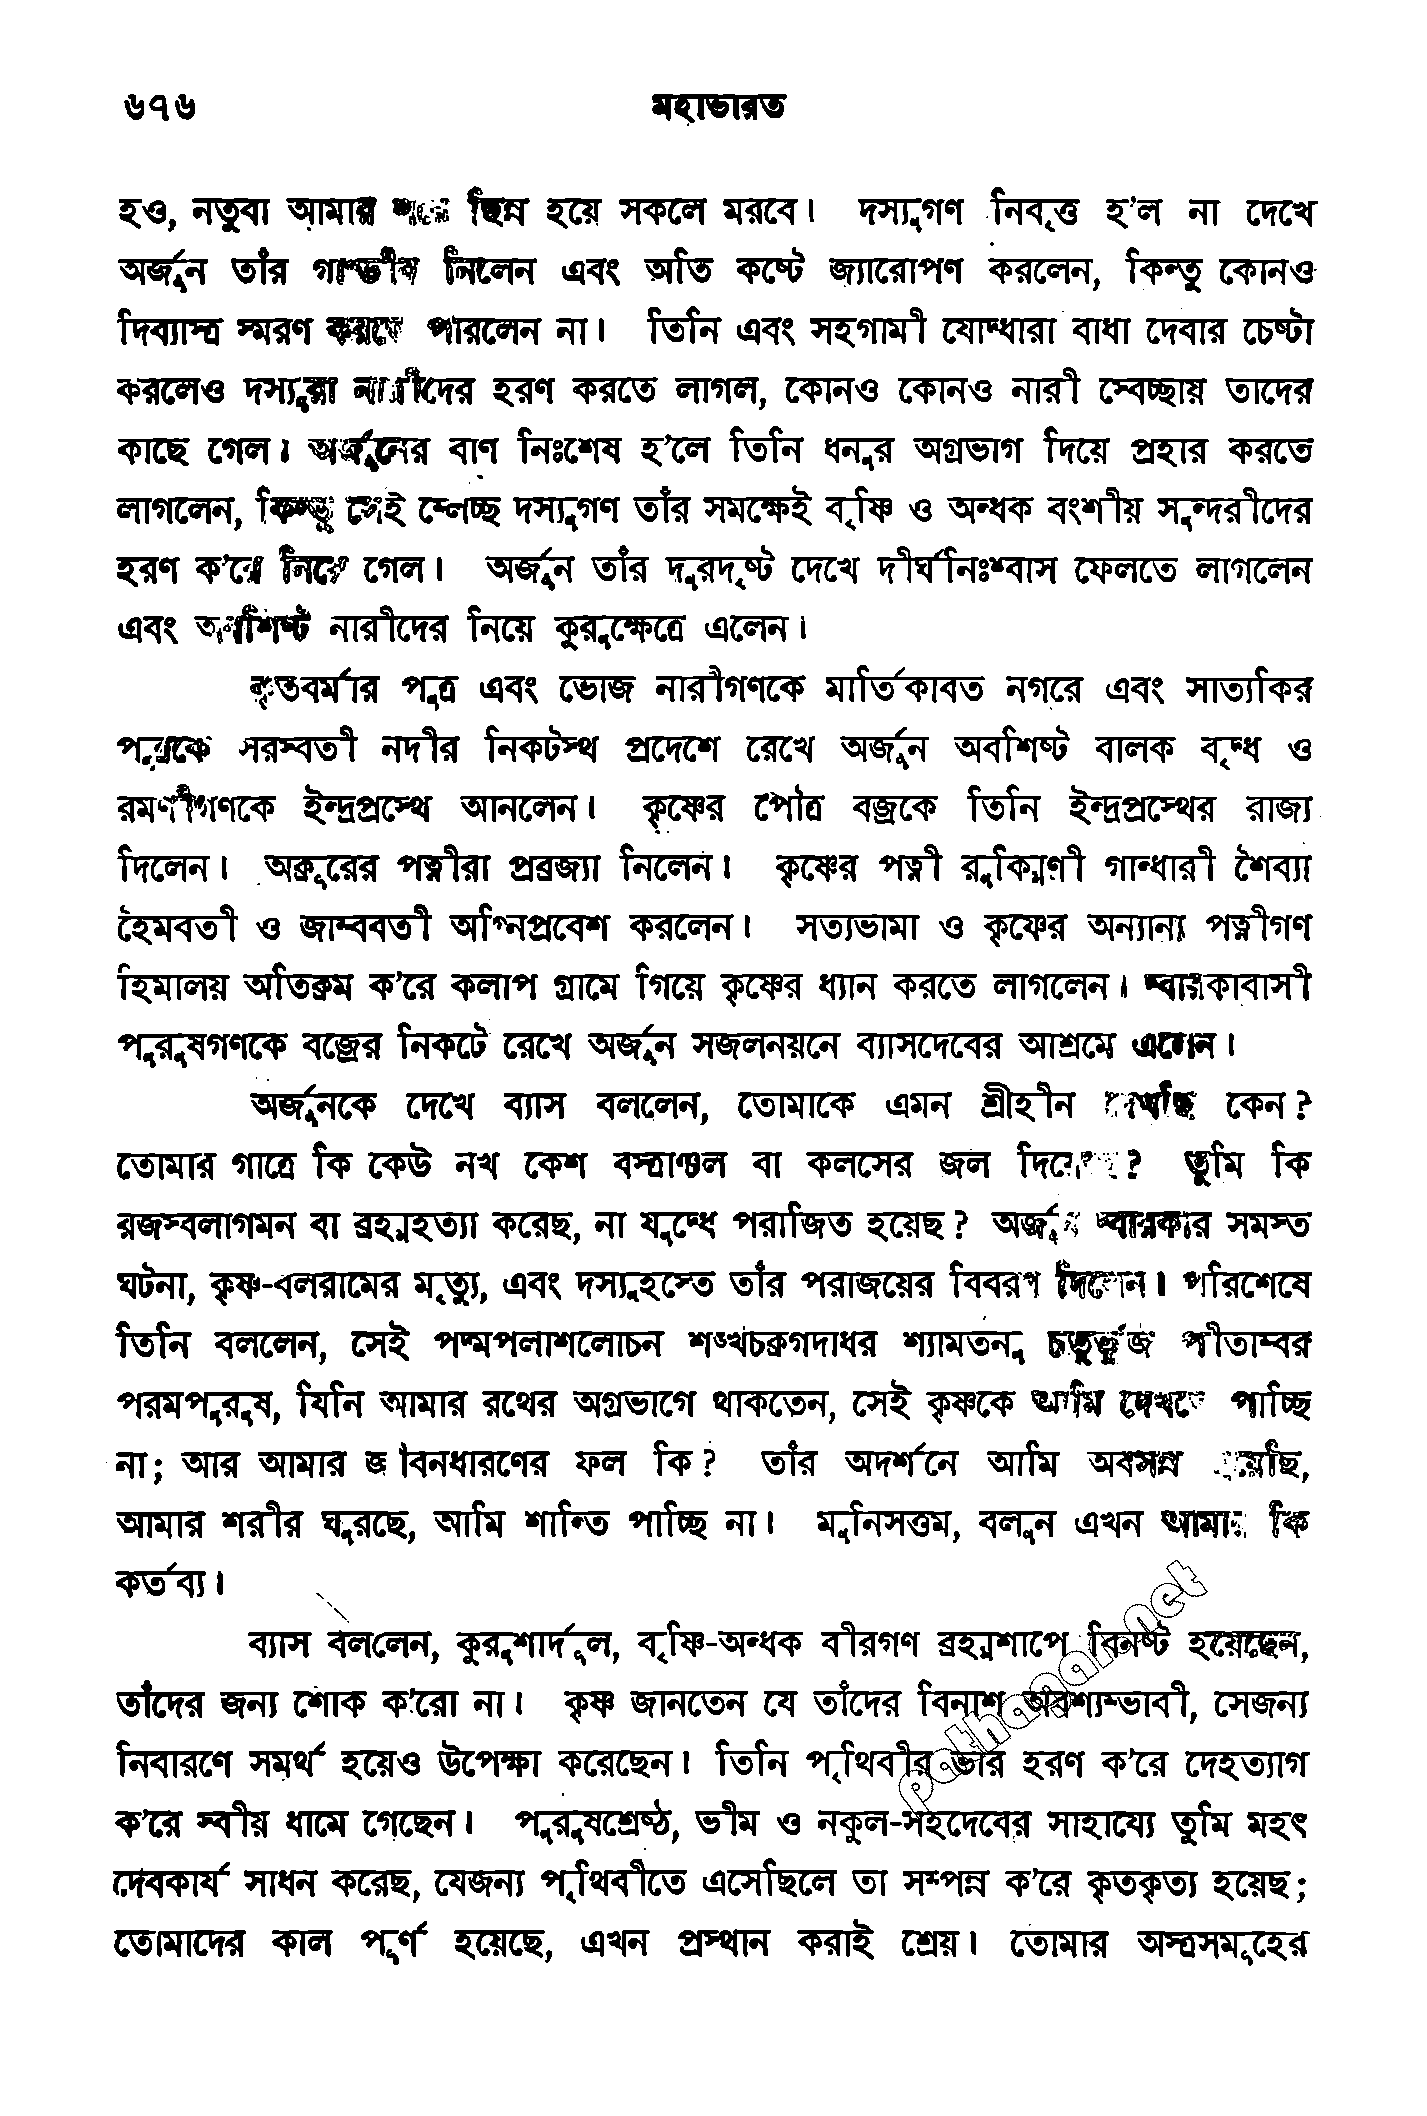 ৬৭৬ মহাভারত
হও, নতুবা আমার শরে ছিন্ন হয়ে সকলে মরবে। দস্যুগণ নিবৃত্ত হ’ল না দেখে
অর্জুন তাঁর গাণ্ডীব নিলেন এবং অতি কষ্টে জ্যারোপণ করলেন, কিন্তু কোনও
দিব্যাস্ত্র স্মরণ করতে পারলেন না। তিনি এবং সহগামী যোদ্ধারা বাধা দেবার চেষ্টা
করলেও দস্যুরা নারীদের হরণ করতে লাগল, কোনও কোনও নারী স্বেচ্ছায় তাদের
কাছে গেল। অর্জুনের বাণ নিঃশেষ হ’লে তিনি ধনুর অগ্রভাগ দিয়ে প্রহার করতে
লাগলেন, কিন্তু সেই ম্লেচ্ছ দস্যুগণ তাঁর সমক্ষেই বৃষ্ণি ও অন্ধক বংশীয় সুন্দরীদের
হরণ ক’রে নিয়ে গেল। অর্জুন তাঁর দুরদৃষ্ট দেখে দীর্ঘনিঃশ্বাস ফেলতে লাগলেন
এবং অবশিষ্ট নারীদের নিয়ে কুরুক্ষেত্রে এলেন।
কৃতবর্মার পুত্র এবং ভোজ নারীগণকে মার্তিকাবত নগরে এবং সাত্যকির
পুত্রকে সরস্বতী নদীর নিকটস্থ প্রদেশে রেখে অর্জুন অবশিষ্ট বালক বৃদ্ধ ও
রমণীগণকে ইন্দ্রপ্রস্থে আনলেন। কৃষ্ণের পৌত্র বজ্রকে তিনি ইন্দ্রপ্রস্থের রাজ্য
দিলেন। অক্রূরের পত্নীরা প্রব্রজ্যা নিলেন। কৃষ্ণের পত্নী রুক্মিণী গান্ধারী শৈব্যা
হৈমবতী ও জাম্ববতী অগ্নিপ্রবেশ করলেন। সত্যভামা ও কৃষ্ণের অন্যান্য পত্নীগণ
হিমালয় অতিক্রম ক’রে কলাপ গ্রামে গিয়ে কৃষ্ণের ধ্যান করতে লাগলেন। দ্বারকাবাসী
পুরুষগণকে বজ্রের নিকটে রেখে অর্জুন সজলনয়নে ব্যাসদেবের আশ্রমে এলেন।
অর্জুনকে দেখে ব্যাস বললেন, তোমাকে এমন শ্রীহীন দেখছি কেন?
তোমার গাত্রে কি কেউ নখ কেশ বস্ত্রাঞ্চল বা কলসের জল দিয়েছে? তুমি কি
রজস্বলাগমন বা ব্রহ্মহত্যা করেছ, না যুদ্ধে পরাজিত হয়েছ? অর্জুন দ্বারকার সমস্ত
ঘটনা, কৃষ্ণ-বলরামের মৃত্যু, এবং দস্যুহস্তে তাঁর পরাজয়ের বিবরণ দিলেন। পরিশেষে
তিনি বললেন, সেই পদ্মপলাশলোচন শঙ্খচক্রগদাধর শ্যামতনু চতুর্ভুজ পীতাম্বর
পরমপুরুষ, যিনি আমার রথের অগ্রভাগে থাকতেন, সেই কৃষ্ণকে আমি দেখতে পাচ্ছি
না; আর আমার জীবনধারণের ফল কি? তাঁর অদর্শনে আমি অবসন্ন হয়েছি,
আমার শরীর ঘুরছে, আমি শান্তি পাচ্ছি না। মুনিসত্তম, বলুন এখন আমার কি
কর্তব্য।
ব্যাস বললেন, কুরুশার্দূল, বৃষ্ণি-অন্ধক বীরগণ ব্রহ্মশাপে বিনষ্ট হয়েছেন,
তাঁদের জন্য শোক ক’রো না। কৃষ্ণ জানতেন যে তাঁদের বিনাশ অবশ্যম্ভাবী, সেজন্য
নিবারণে সমর্থ হয়েও উপেক্ষা করেছেন। তিনি পৃথিবীর ভার হরণ ক’রে দেহত্যাগ
ক’রে স্বীয় ধামে গেছেন। পুরুষশ্রেষ্ঠ, ভীম ও নকুল-সহদেবের সাহায্যে তুমি মহৎ
দেবকার্য সাধন করেছ, যেজন্য পৃথিবীতে এসেছিলে তা সম্পন্ন ক’রে কৃতকৃত্য হয়েছ;
তোমাদের কাল পূর্ণ হয়েছে, এখন প্রস্থান করাই শ্রেয়। তোমার অস্ত্রসমূহের
pathagar.net